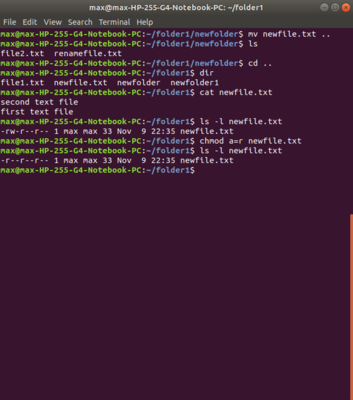 max@max-HP-255-G4-Notebook-PC: ~/folder1
File Edit View Search Terminal Help
max@max-HP-255-G4-Notebook-PC:~/folder1/newfolder$ mv newfile.txt ..
max@max-HP-255-G4-Notebook-PC:~/folder1/newfolder$ ls
file2.txt renamefile.txt
max@max-HP-255-G4-Notebook-PC:~/folder1/newfolder$ cd ..
max@max-HP-255-G4-Notebook-PC:~/folder1$ dir
file1.txt newfile.txt newfolder newfolder1
max@max-HP-255-G4-Notebook-PC:~/folder1$ cat newfile.txt
second text file
first text file
max@max-HP-255-G4-Notebook-PC:~/folder1$ ls -l newfile.txt
-rw-r--r-- 1 max max 33 Nov 9 22:35 newfile.txt
max@max-HP-255-G4-Notebook-PC:~/folder1$ chmod a=r newfile.txt
max@max-HP-255-G4-Notebook-PC:~/folder1$ ls -l newfile.txt
-r--r--r-- 1 max max 33 Nov 9 22:35 newfile.txt
max@max-HP-255-G4-Notebook-PC:~/folder1$